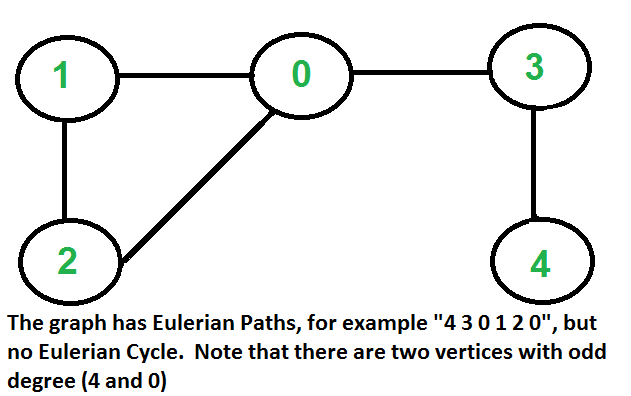 1 0 3
2 4
The graph has Eulerian Paths, for example "4 3 0 1 2 0", but
no Eulerian Cycle. Note that there are two vertices with odd
degree (4 and 0)